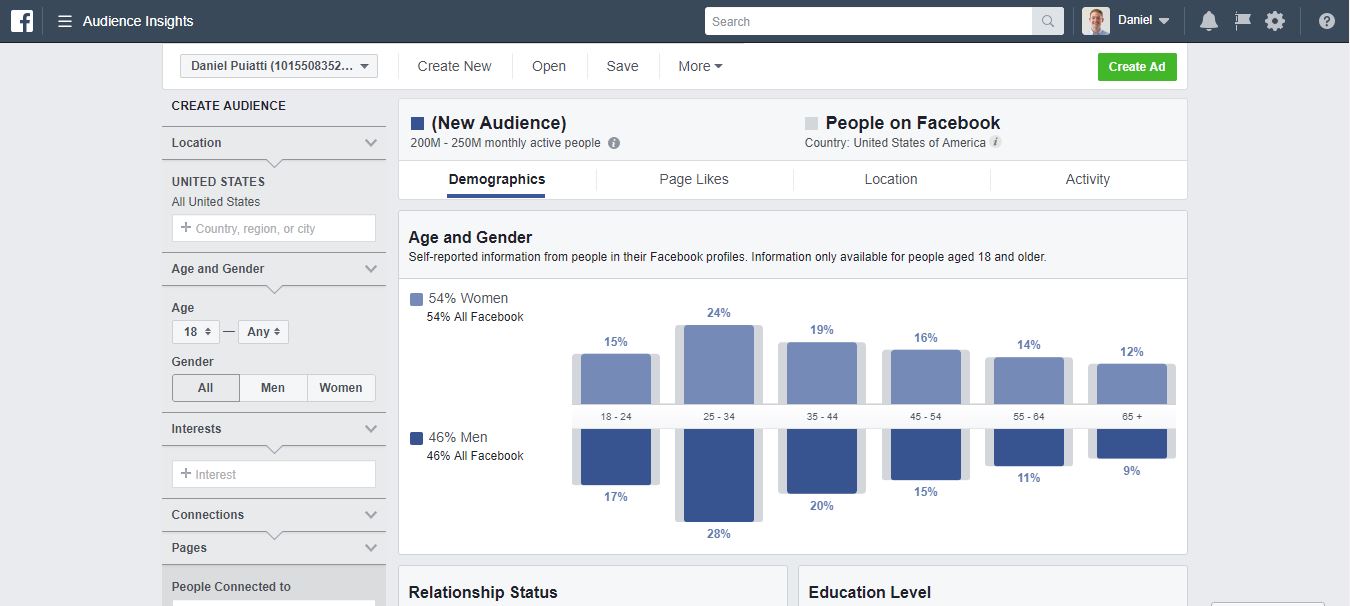 f
Audience Insights
Search
Daniel
?
Daniel Puiatti (1015508352...
Create New
Open
Save
More
Create Ad
CREATE AUDIENCE
Location
UNITED STATES
All United States
+ Country, region, or city
Age and Gender
Age
18 — Any
Gender
All Men Women
Interests
+ Interest
Connections
Pages
People Connected to
(New Audience)
200M - 250M monthly active people i
People on Facebook
Country: United States of America i
Demographics Page Likes Location Activity
Age and Gender
Self-reported information from people in their Facebook profiles. Information only available for people aged 18 and older.
54% Women
54% All Facebook
15% 24% 19% 16% 14% 12%
18 - 24 25 - 34 35 - 44 45 - 54 55 - 64 65 +
46% Men
46% All Facebook
17% 28% 20% 15% 11% 9%
Relationship Status
Education Level